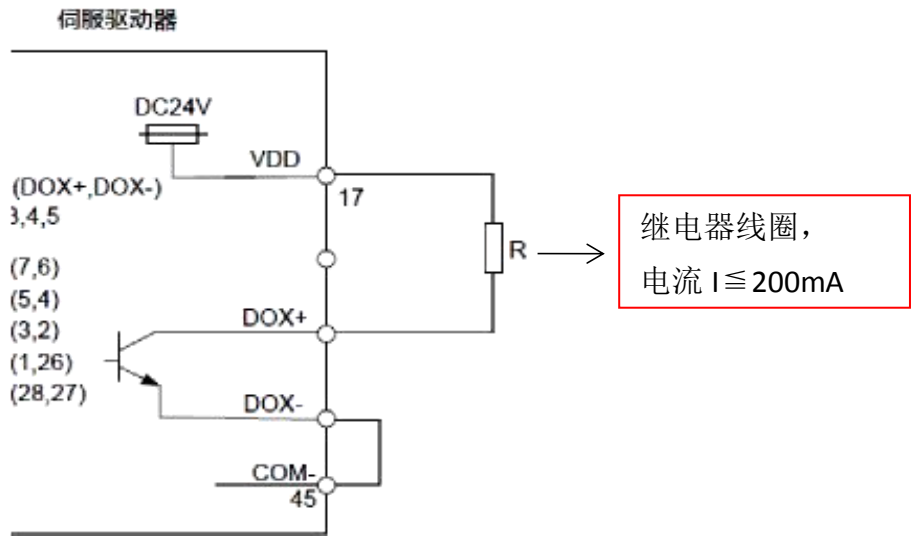 伺服驱动器
DC24V
VDD
17
(DOX+,DOX-)
3,4,5
(7,6)
(5,4)
(3,2)
(1,26)
(28,27)
DOX+
DOX-
COM-
45
R
继电器线圈，
电流 I≦200mA